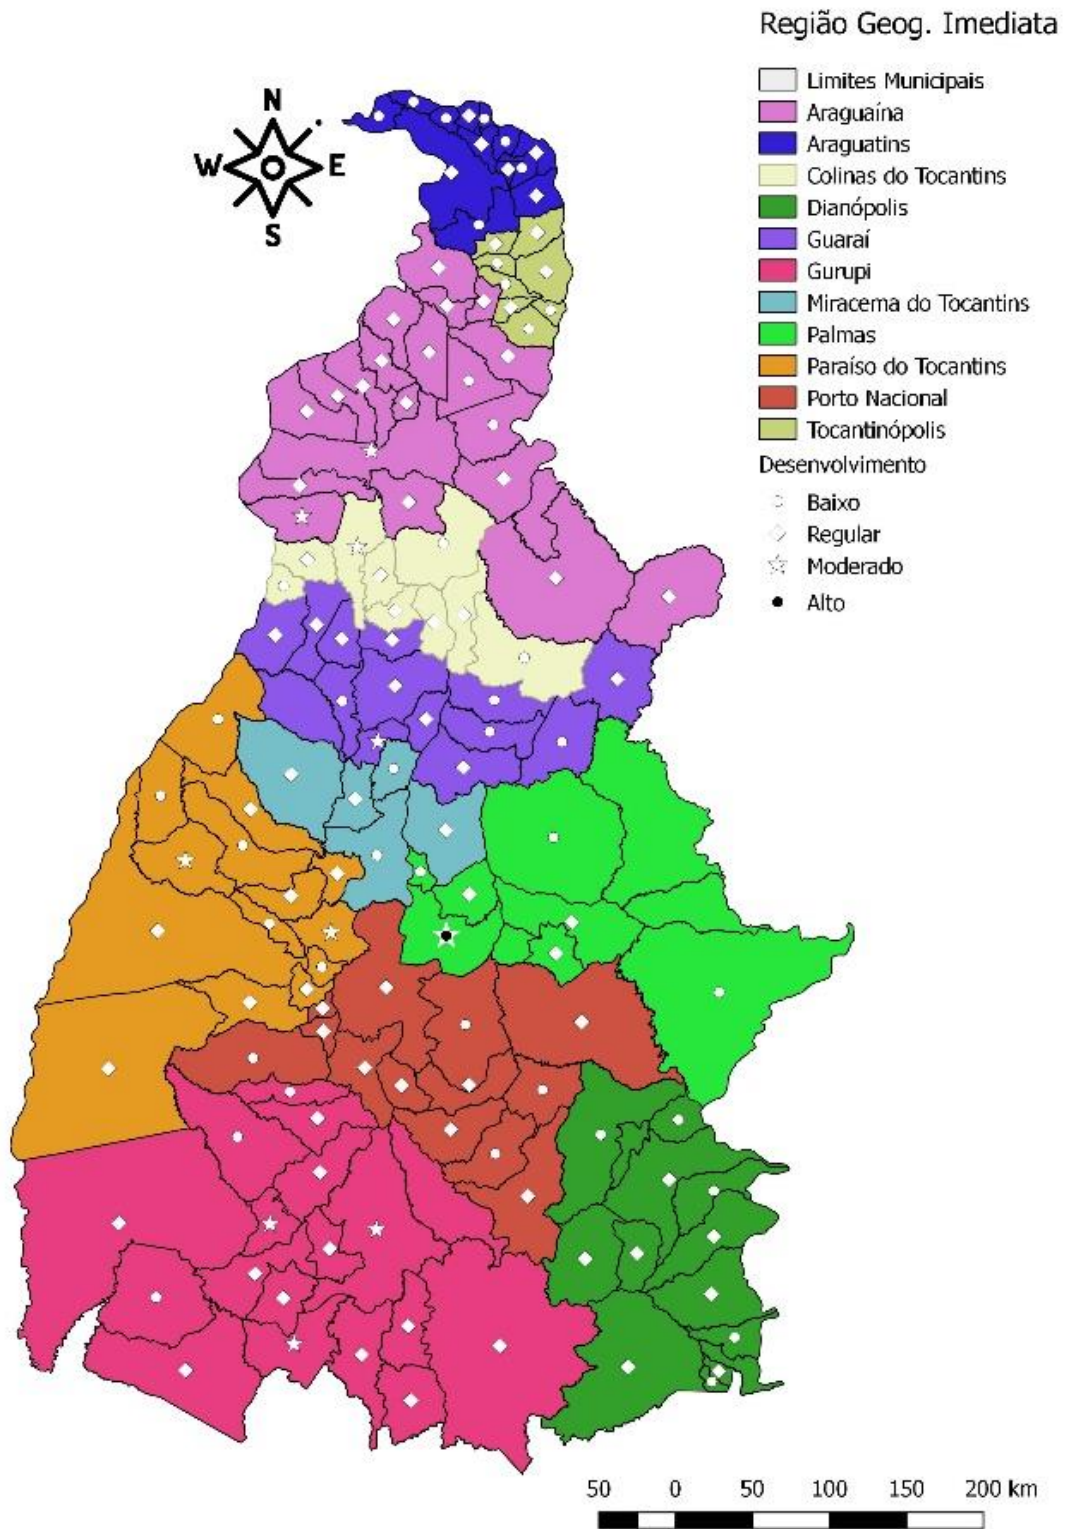 Região Geog. Imediata
Limites Municipais
Araguaína
Araguatins
Colinas do Tocantins
Dianópolis
Guaraí
Gurupi
Miracema do Tocantins
Palmas
Paraíso do Tocantins
Porto Nacional
Tocantinópolis
Desenvolvimento
Baixo
Regular
Moderado
Alto
N
W E
S
50 0 50 100 150 200 km